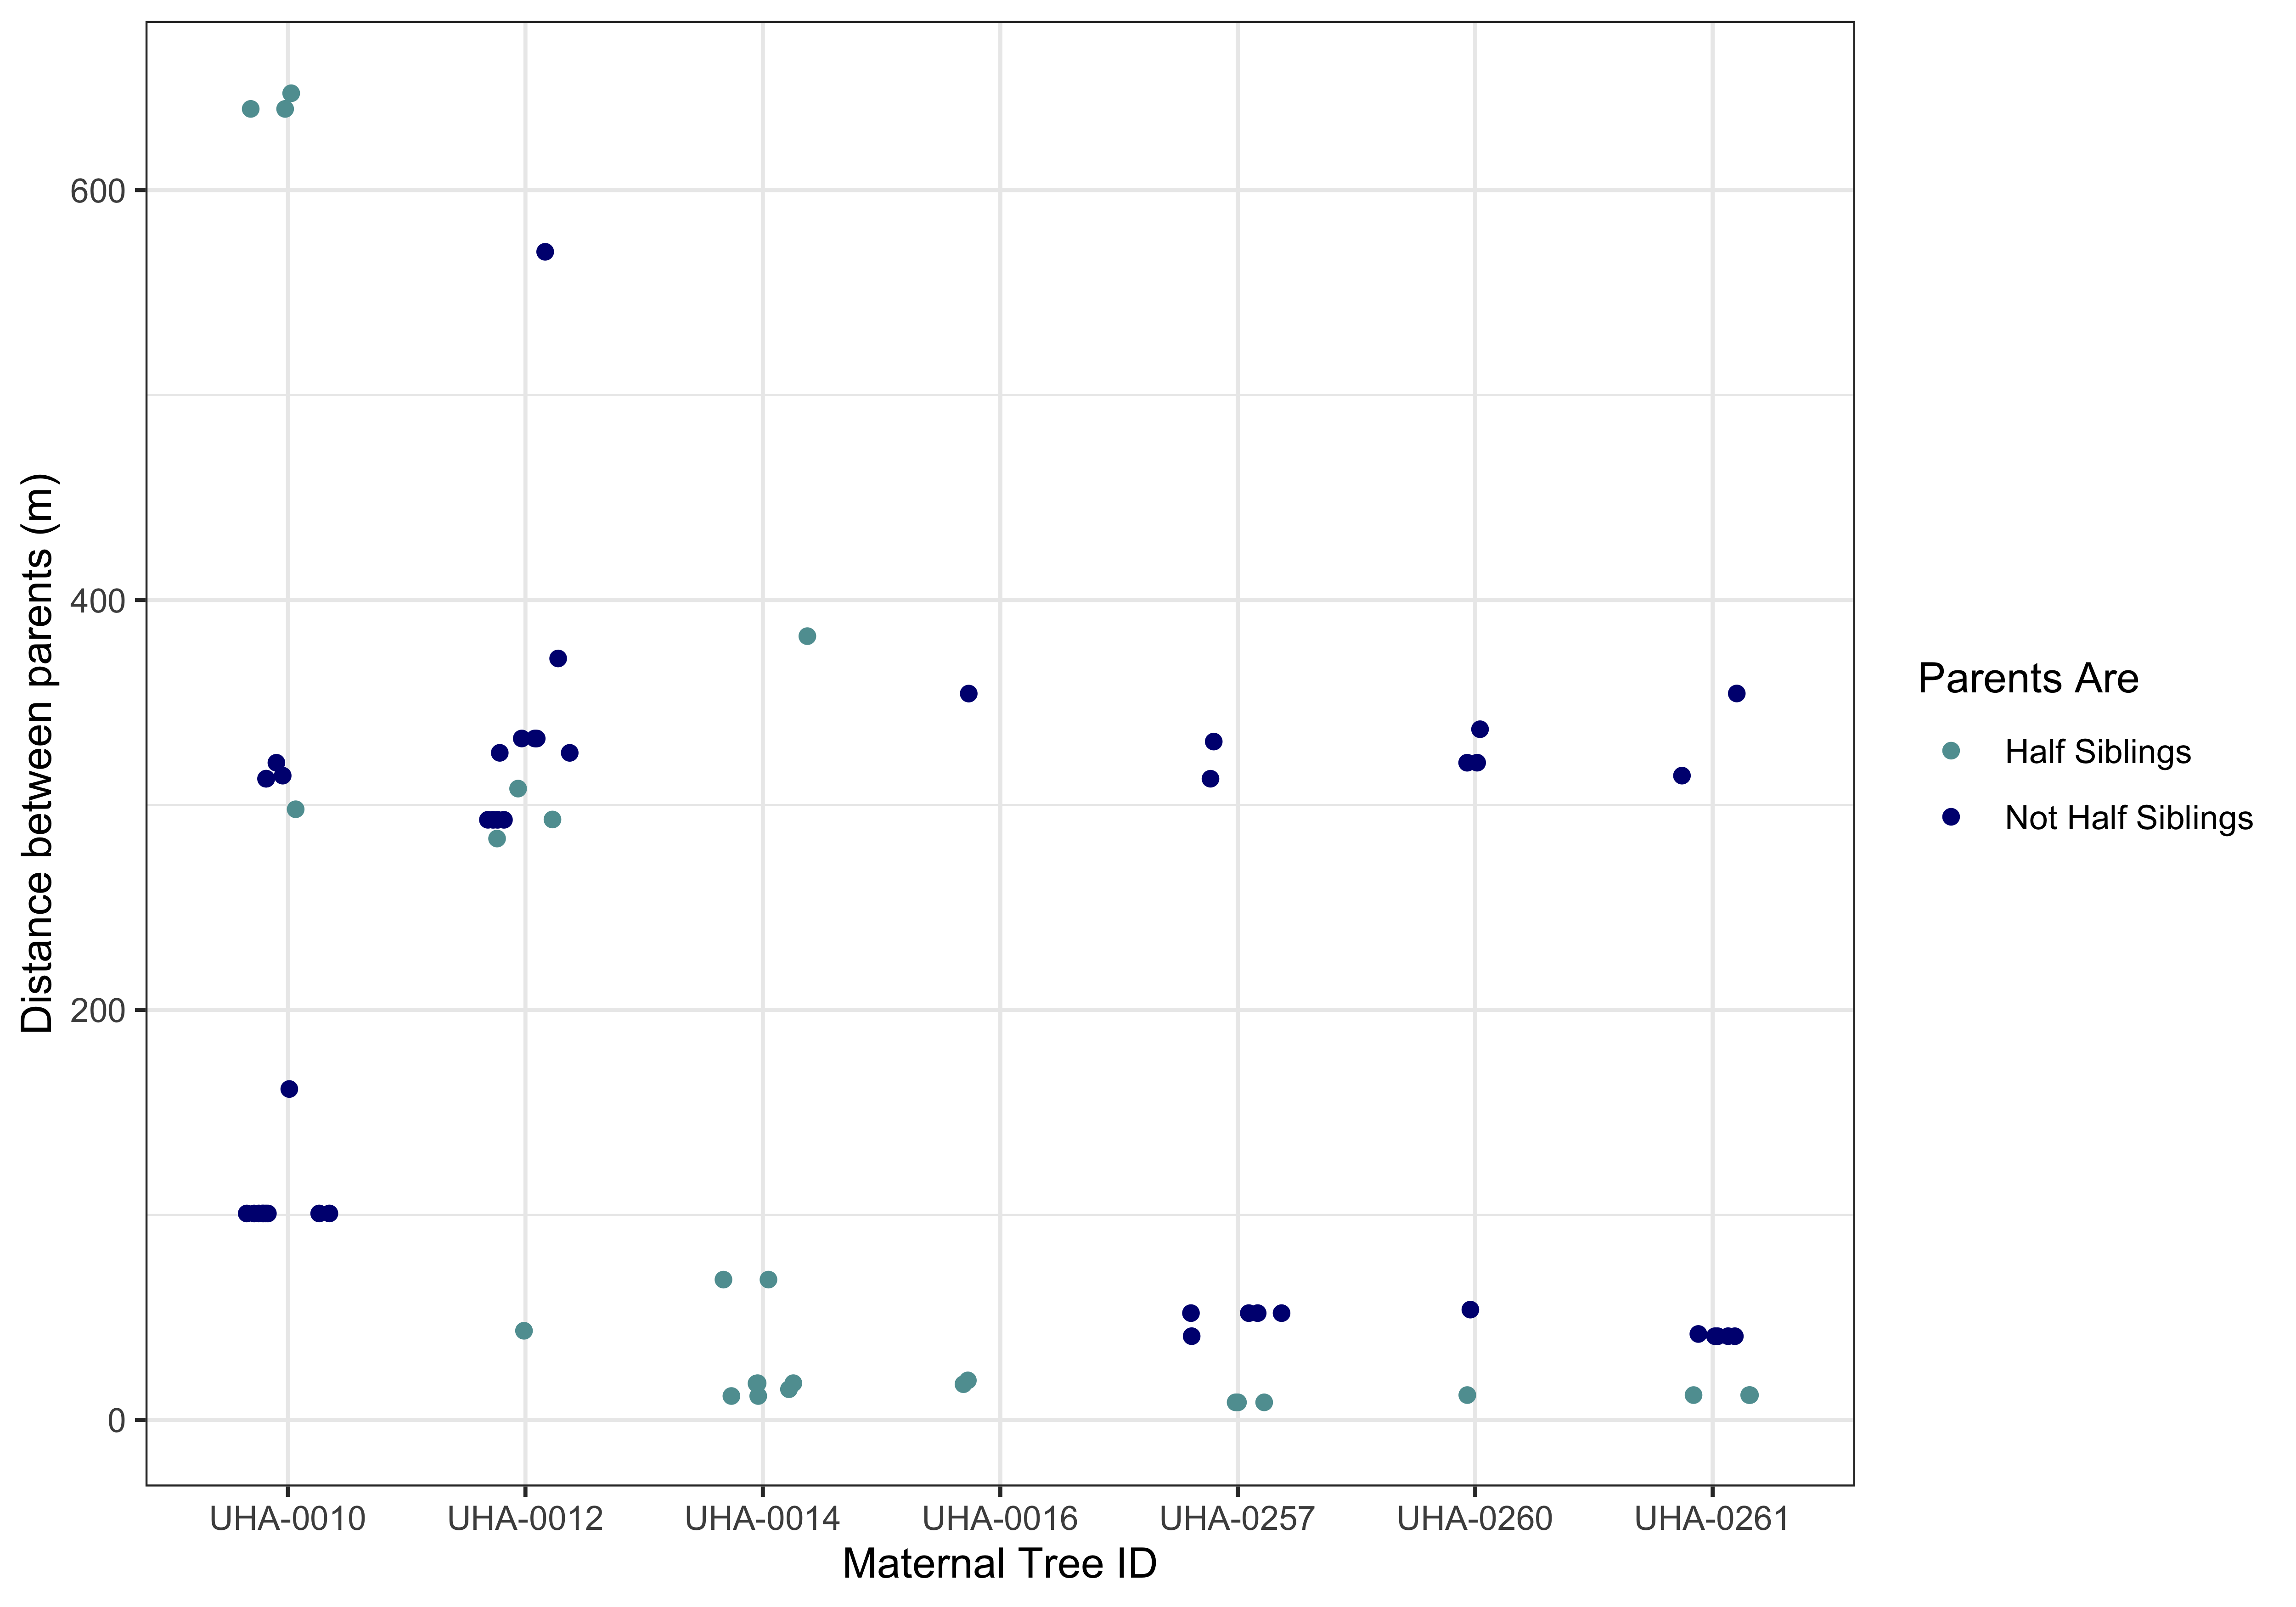 600
400
200
0
Distance between parents (m)
UHA-0010 UHA-0012 UHA-0014 UHA-0016 UHA-0257 UHA-0260 UHA-0261
Maternal Tree ID
Parents Are
Half Siblings
Not Half Siblings